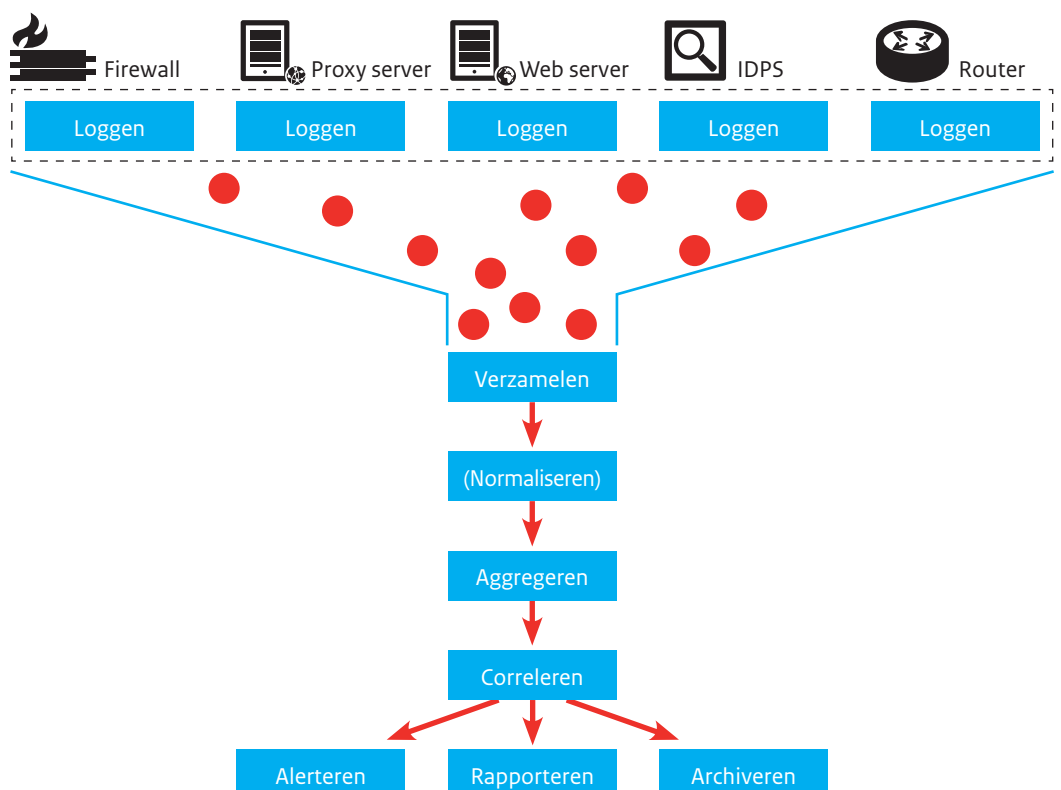 Firewall
Proxy server
Web server
IDPS
Router
Loggen
Loggen
Loggen
Loggen
Loggen
Verzamelen
(Normaliseren)
Aggregeren
Correleren
Alerteren
Rapporteren
Archiveren